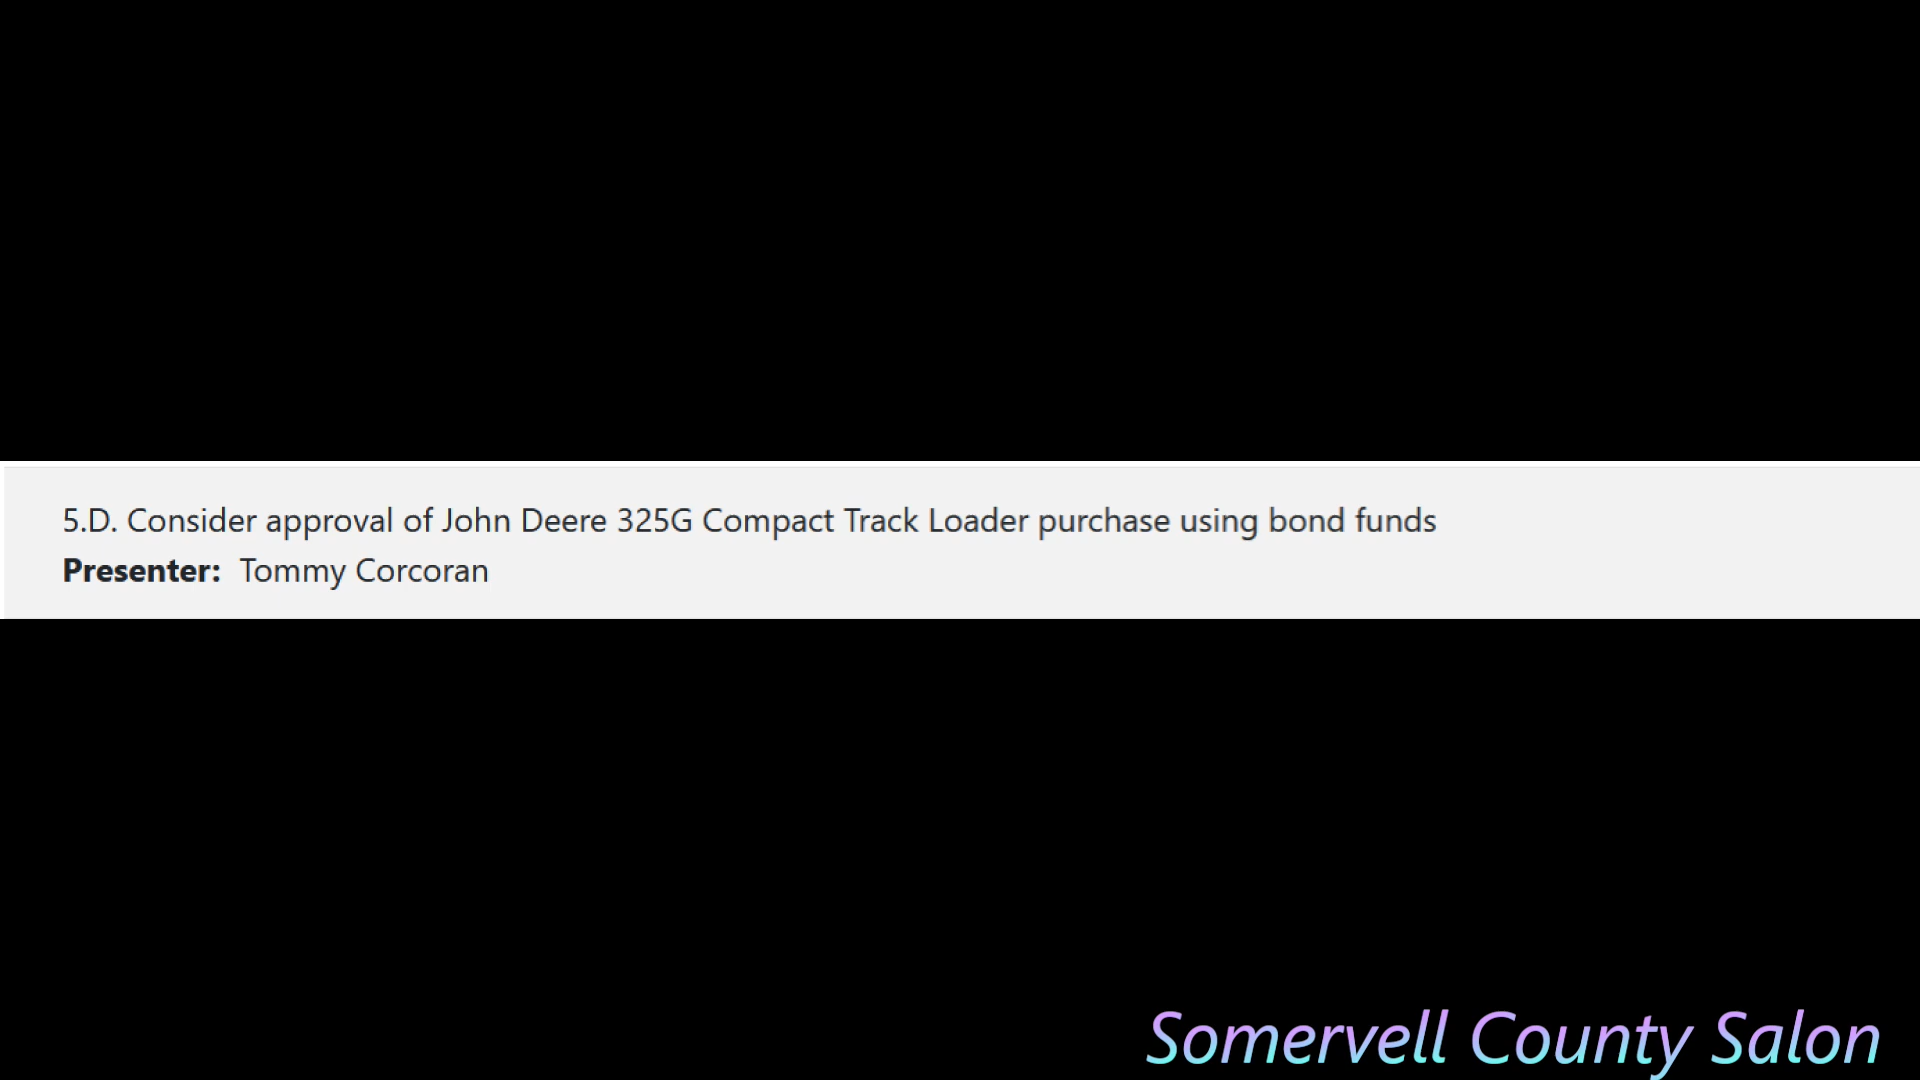 5.D. Consider approval of John Deere 325G Compact Track Loader purchase using bond funds
Presenter: Tommy Corcoran
Somervell County Salon